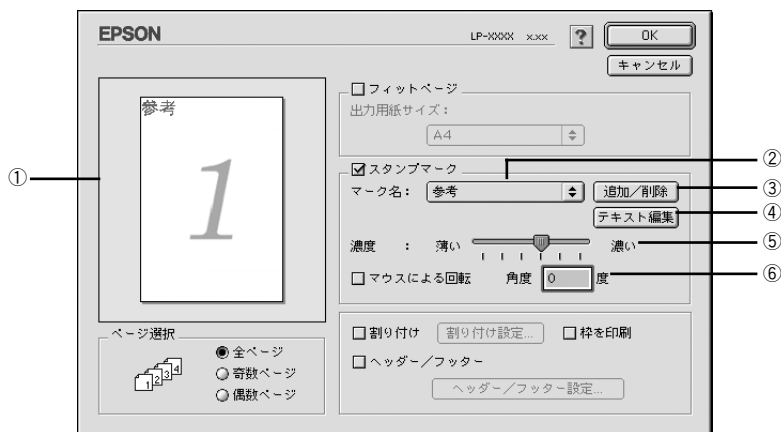 EPSON
LP-XXXX x.xx
?
OK
キャンセル
参考
1
フィットページ
出力用紙サイズ：
A4
スタンプマーク
マーク名： 参考 追加／削除
テキスト編集
濃度 ： 薄い 濃い
マウスによる回転 角度 0 度
ページ選択
1 2 3 4
全ページ
奇数ページ
偶数ページ
割り付け 割り付け設定... 枠を印刷
ヘッダー／フッター
ヘッダー／フッター設定...
①
②
③
④
⑤
⑥